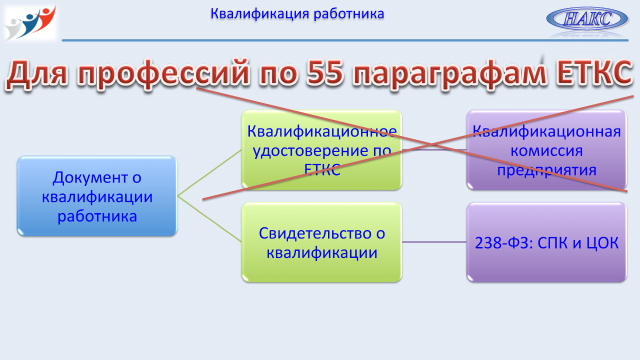 Квалификация работника
НАКС
Для профессий по 55 параграфам ЕТКС
Квалификационное
удостоверение по
ЕТКС
Квалификационная
комиссия
предприятия
Документ о
квалификации
работника
Свидетельство о
квалификации
238-ФЗ: СПК и ЦОК